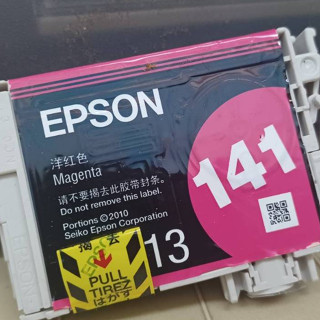 EPSON
洋红色
Magenta
请不要揭去此胶带封条。
Do not remove this label.
Portions ©2010
Seiko Epson Corporation
141
13
揭去
PULL
TIREZ
はがす